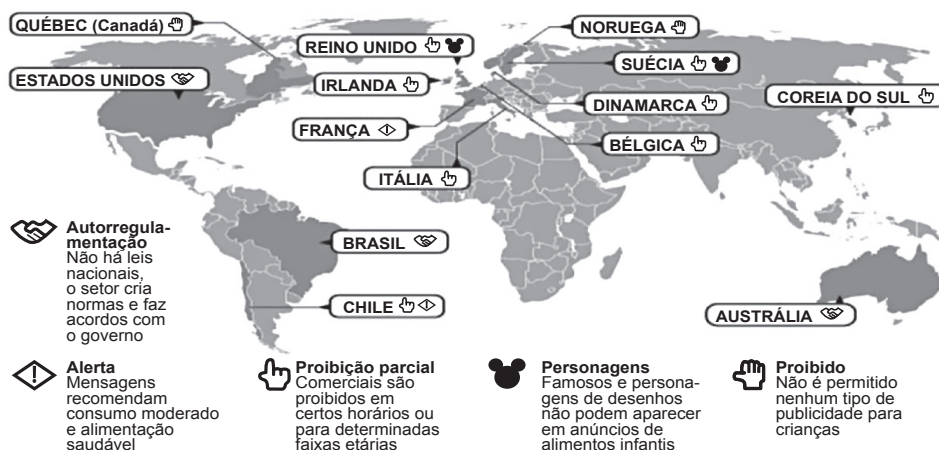 QUÉBEC (Canadá)
NORUEGA
REINO UNIDO
SUÉCIA
ESTADOS UNIDOS
IRLANDA
DINAMARCA
COREIA DO SUL
FRANÇA
BÉLGICA
ITÁLIA
BRASIL
CHILE
AUSTRÁLIA
Autorregula-
mentação
Não há leis
nacionais,
o setor cria
normas e faz
acordos com
o governo
Alerta
Mensagens
recomendam
consumo moderado
e alimentação
saudável
Proibição parcial
Comerciais são
proibidos em
certos horários ou
para determinadas
faixas etárias
Personagens
Famosos e persona-
gens de desenhos
não podem aparecer
em anúncios de
alimentos infantis
Proibido
Não é permitido
nenhum tipo de
publicidade para
crianças